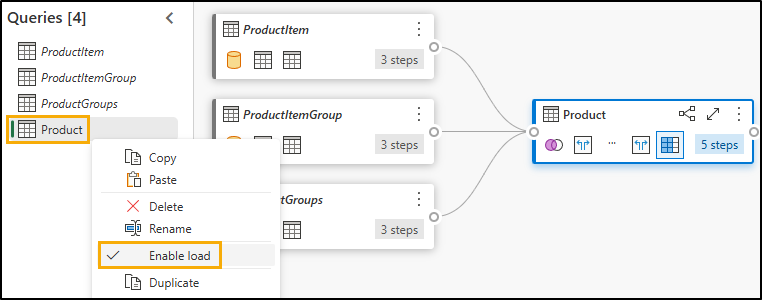 Queries [4]
ProductItem
ProductItemGroup
ProductGroups
Product
Copy
Paste
Delete
Rename
Enable load
Duplicate
ProductItem
3 steps
ProductItemGroup
3 steps
tGroups
3 steps
Product
...
5 steps